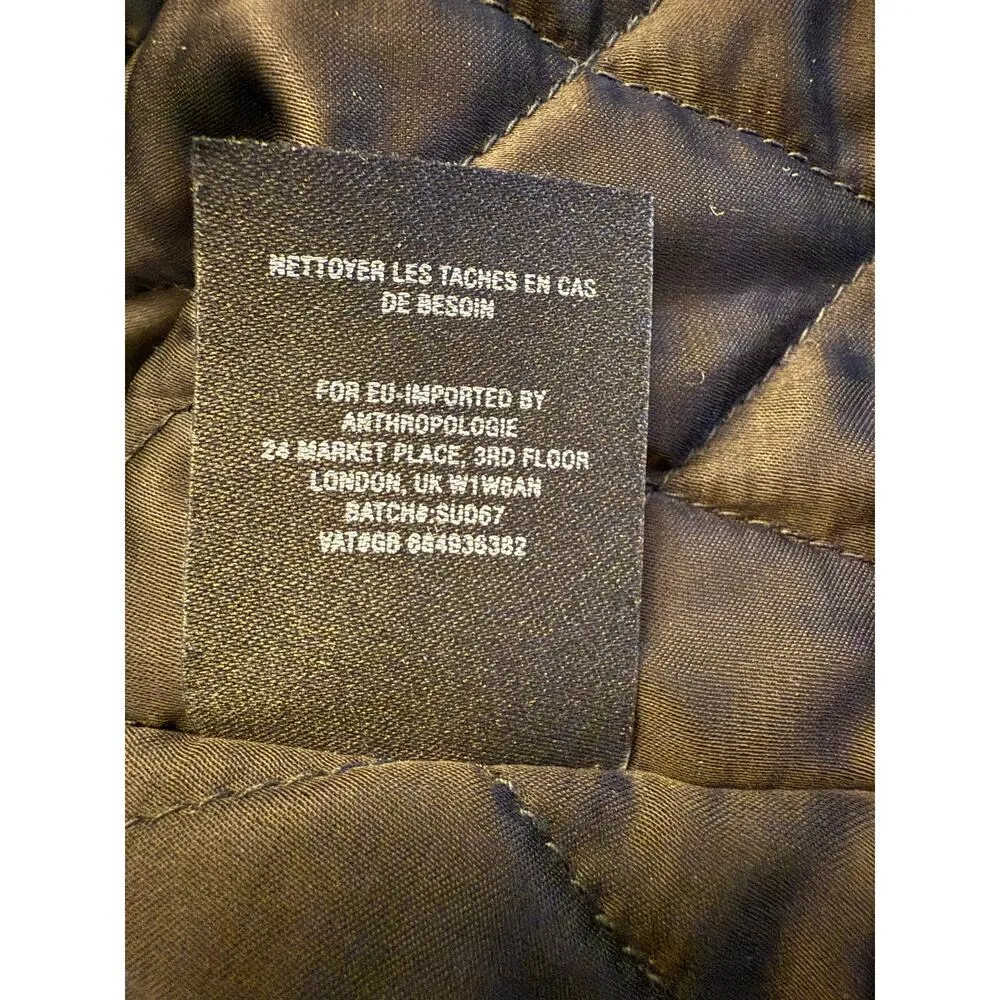 NETTOYER LES TACHES EN CAS
DE BESOIN
FOR EU-IMPORTED BY
ANTHROPOLOGIE
24 MARKET PLACE, 3RD FLOOR
LONDON, UK W1W8AN
BATCH#:SU067
VAT#GB 684936382